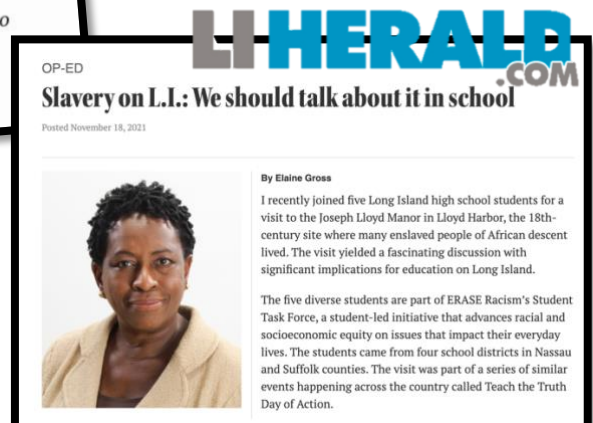 o
LI HERALD
.COM
OP-ED
Slavery on L.I.: We should talk about it in school
Posted November 18, 2021
By Elaine Gross
I recently joined five Long Island high school students for a
visit to the Joseph Lloyd Manor in Lloyd Harbor, the 18th-
century site where many enslaved people of African descent
lived. The visit yielded a fascinating discussion with
significant implications for education on Long Island.
The five diverse students are part of ERASE Racism's Student
Task Force, a student-led initiative that advances racial and
socioeconomic equity on issues that impact their everyday
lives. The students came from four school districts in Nassau
and Suffolk counties. The visit was part of a series of similar
events happening across the country called Teach the Truth
Day of Action.